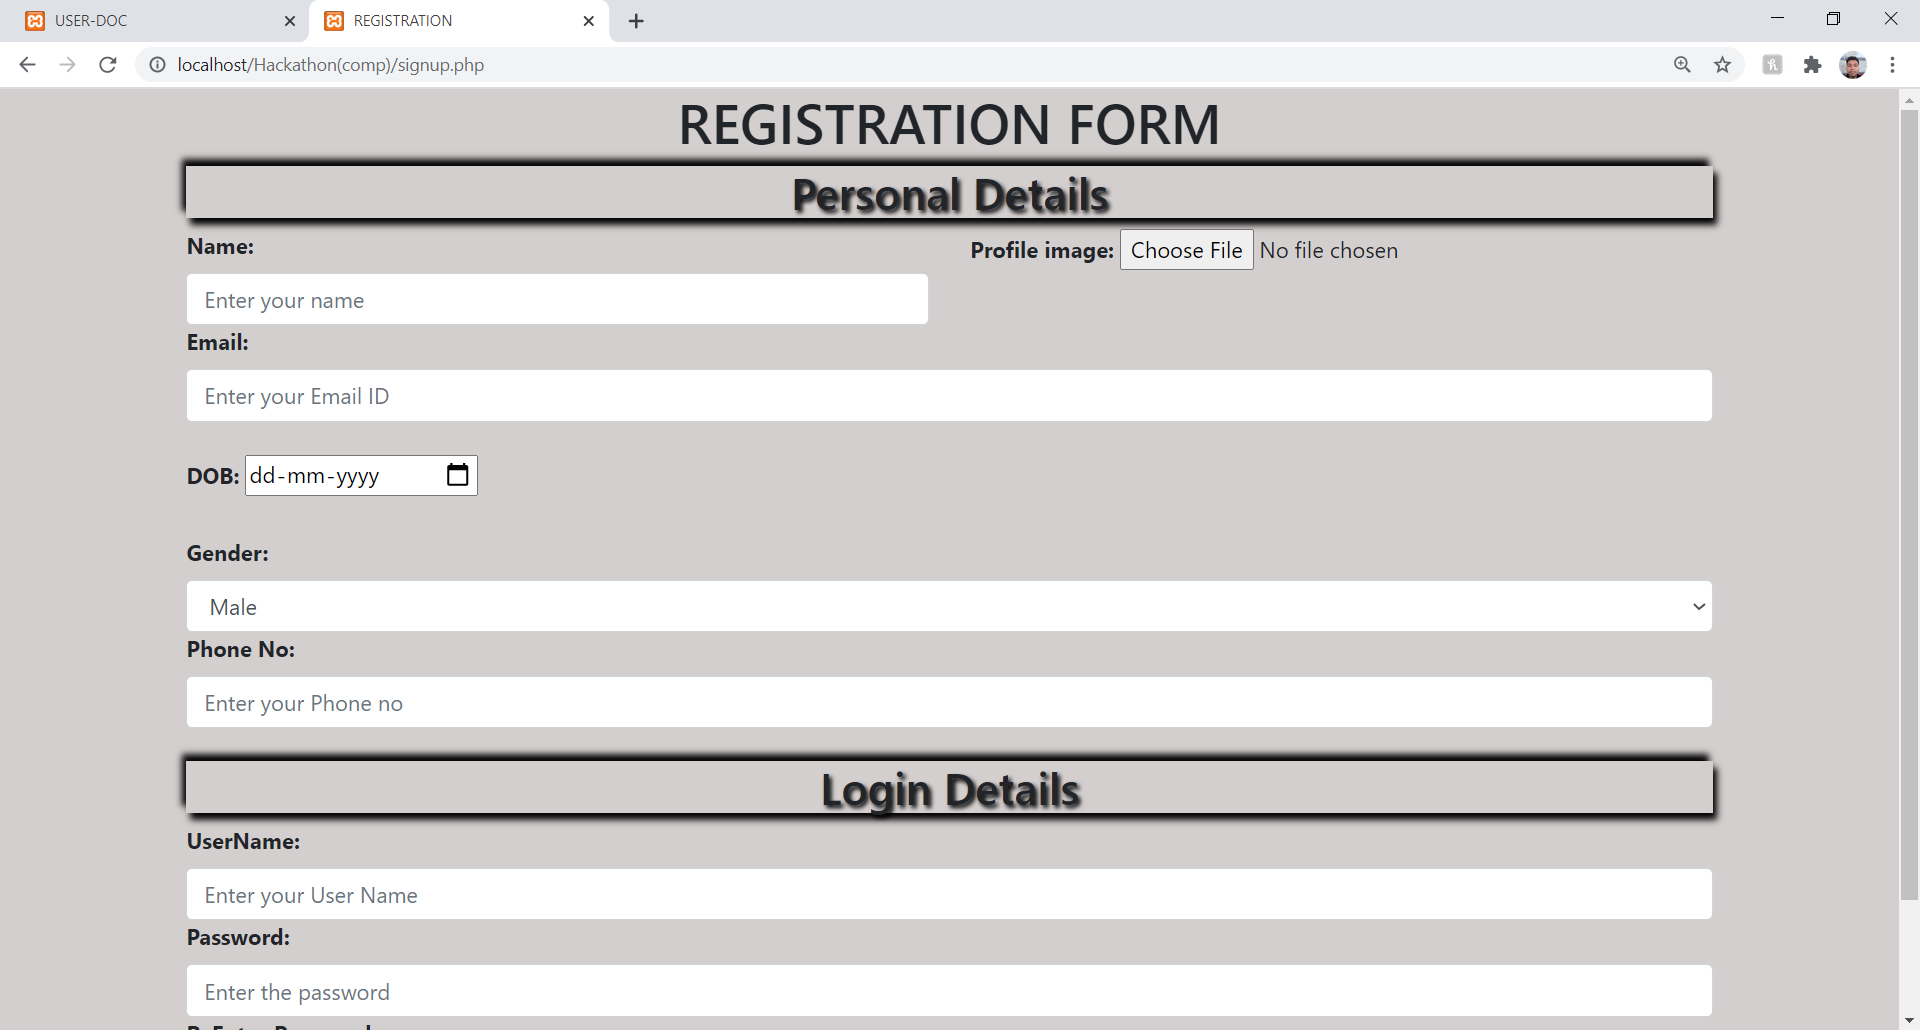 USER-DOC
REGISTRATION
localhost/Hackathon(comp)/signup.php
REGISTRATION FORM
Personal Details
Name:
Profile image: Choose File No file chosen
Enter your name
Email:
Enter your Email ID
DOB: dd-mm-yyyy
Gender:
Male
Phone No:
Enter your Phone no
Login Details
UserName:
Enter your User Name
Password:
Enter the password